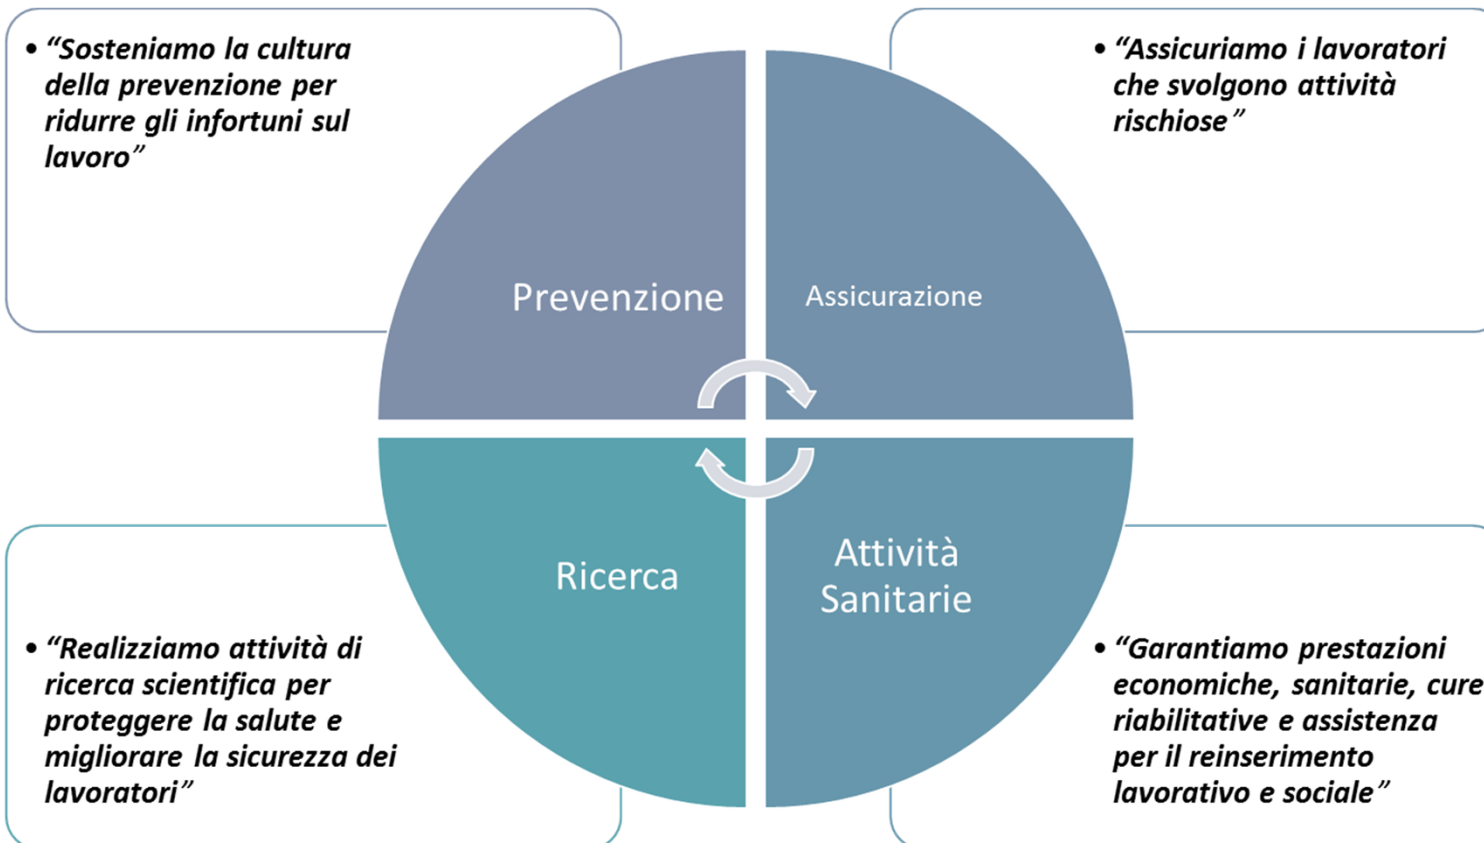 • “Sosteniamo la cultura
della prevenzione per
ridurre gli infortuni sul
lavoro”
• “Assicuriamo i lavoratori
che svolgono attività
rischiose”
Prevenzione
Assicurazione
Ricerca
Attività
Sanitarie
• “Realizziamo attività di
ricerca scientifica per
proteggere la salute e
migliorare la sicurezza dei
lavoratori”
• “Garantiamo prestazioni
economiche, sanitarie, cure
riabilitative e assistenza
per il reinserimento
lavorativo e sociale”